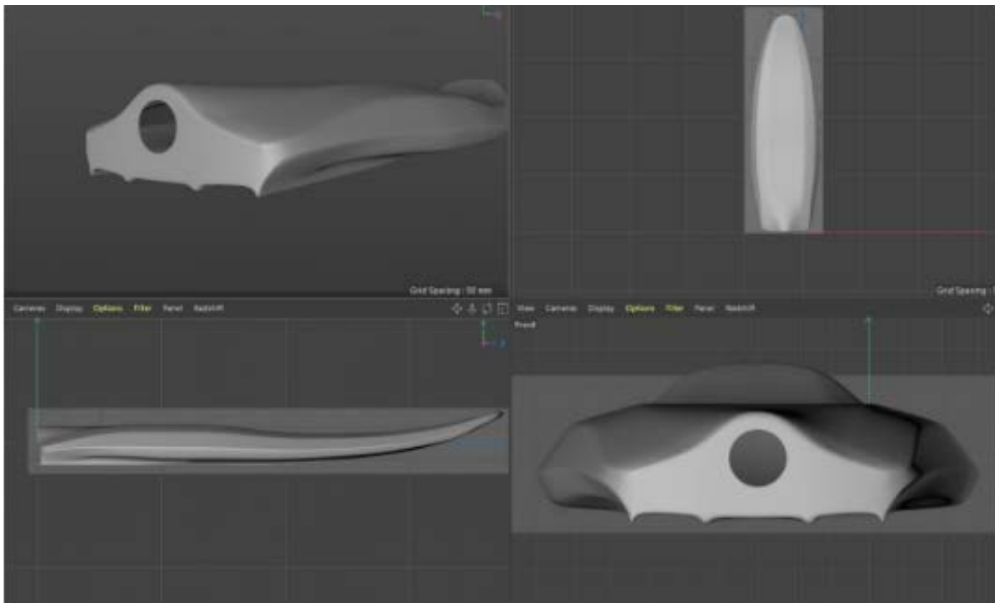 Grid Spacing : 50 mm
Grid Spacing :
Cameras Display Options Filter Panel Redshift
View Cameras Display Options Filter Panel Redshift
Front